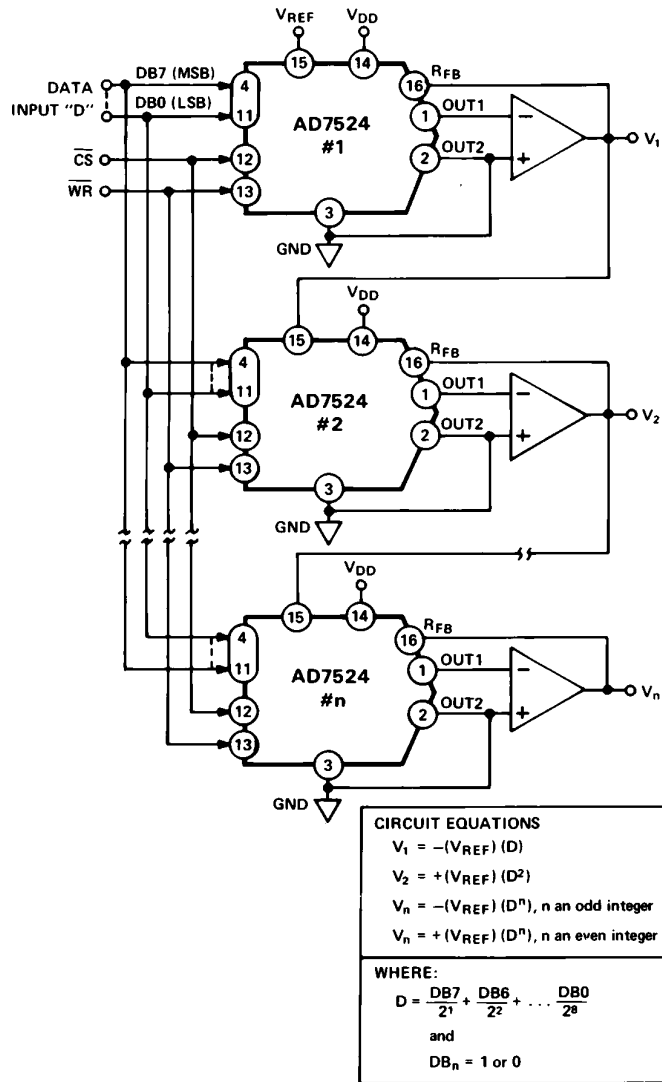 VREF
VDD
15
14
DATA
INPUT "D"
DB7 (MSB)
DB0 (LSB)
CS
WR
4
11
12
13
AD7524
#1
16
RFB
1
OUT1
2
OUT2
3
GND
−
+
V1
VDD
15
14
4
11
12
13
AD7524
#2
16
RFB
1
OUT1
2
OUT2
3
GND
−
+
V2
VDD
15
14
4
11
12
13
AD7524
#n
16
RFB
1
OUT1
2
OUT2
3
GND
−
+
Vn
CIRCUIT EQUATIONS
V1 = −(VREF) (D)
V2 = +(VREF) (D²)
Vn = −(VREF) (Dⁿ), n an odd integer
Vn = +(VREF) (Dⁿ), n an even integer
WHERE:
D = DB7/2¹ + DB6/2² + . . . DB0/2⁸
and
DBn = 1 or 0